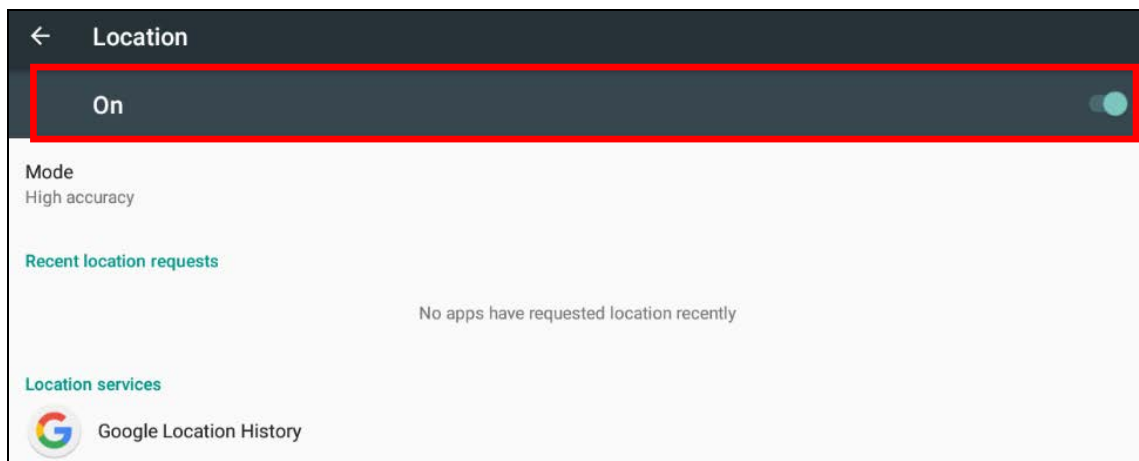 Location
On
Mode
High accuracy
Recent location requests
No apps have requested location recently
Location services
Google Location History